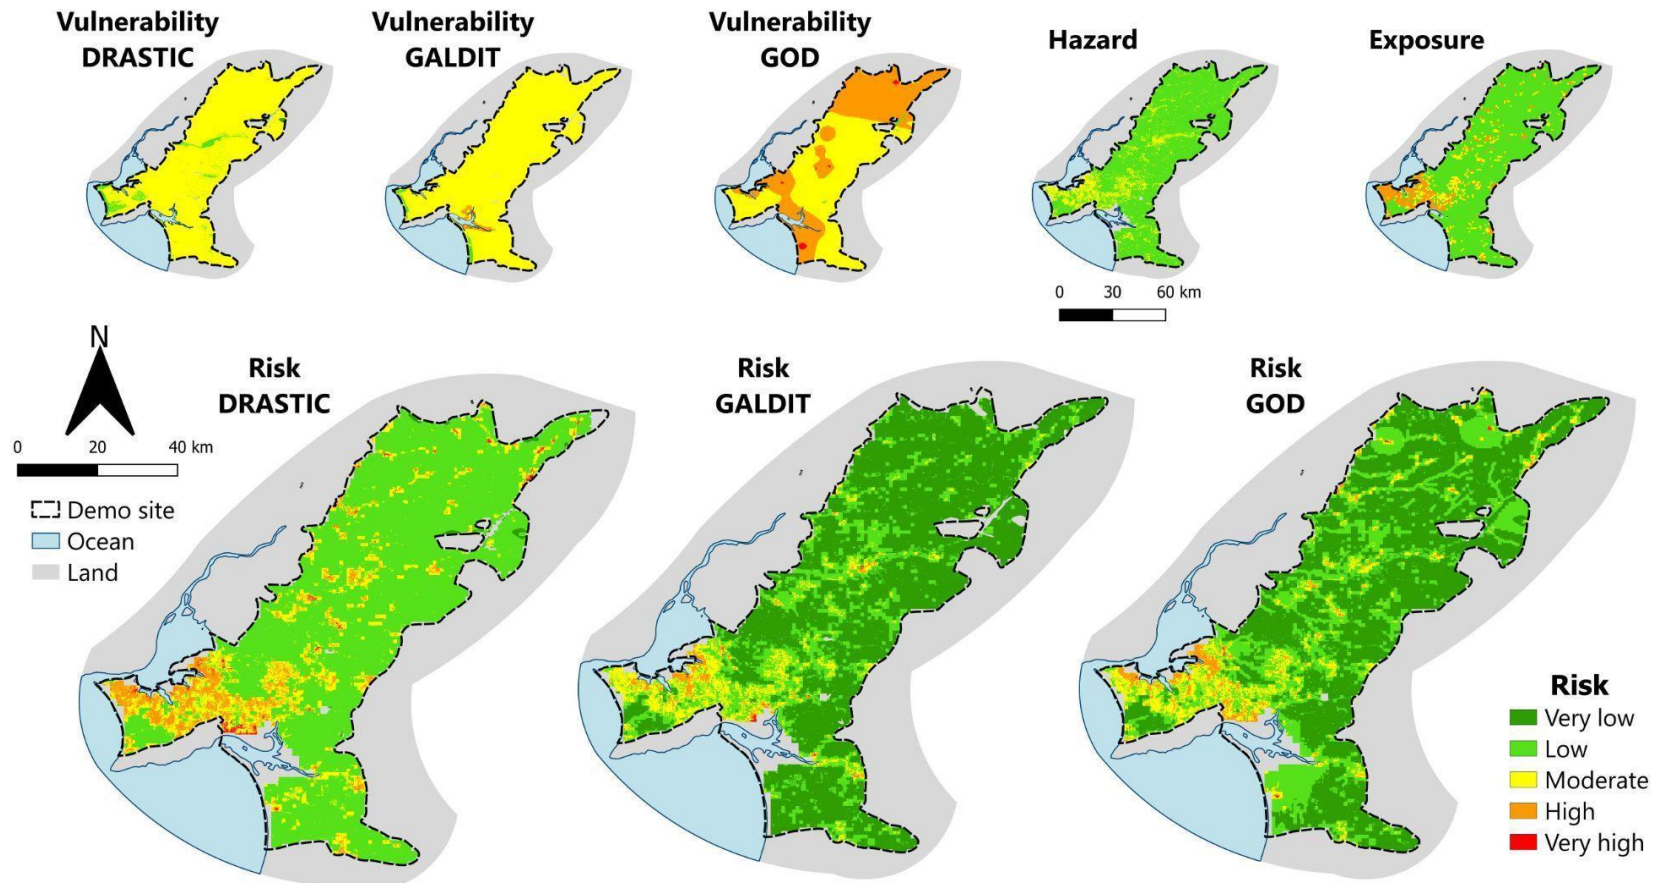 Vulnerability
DRASTIC
Vulnerability
GALDIT
Vulnerability
GOD
Hazard
Exposure
0 30 60 km
N
0 20 40 km
Demo site
Ocean
Land
Risk
DRASTIC
Risk
GALDIT
Risk
GOD
Risk
Very low
Low
Moderate
High
Very high